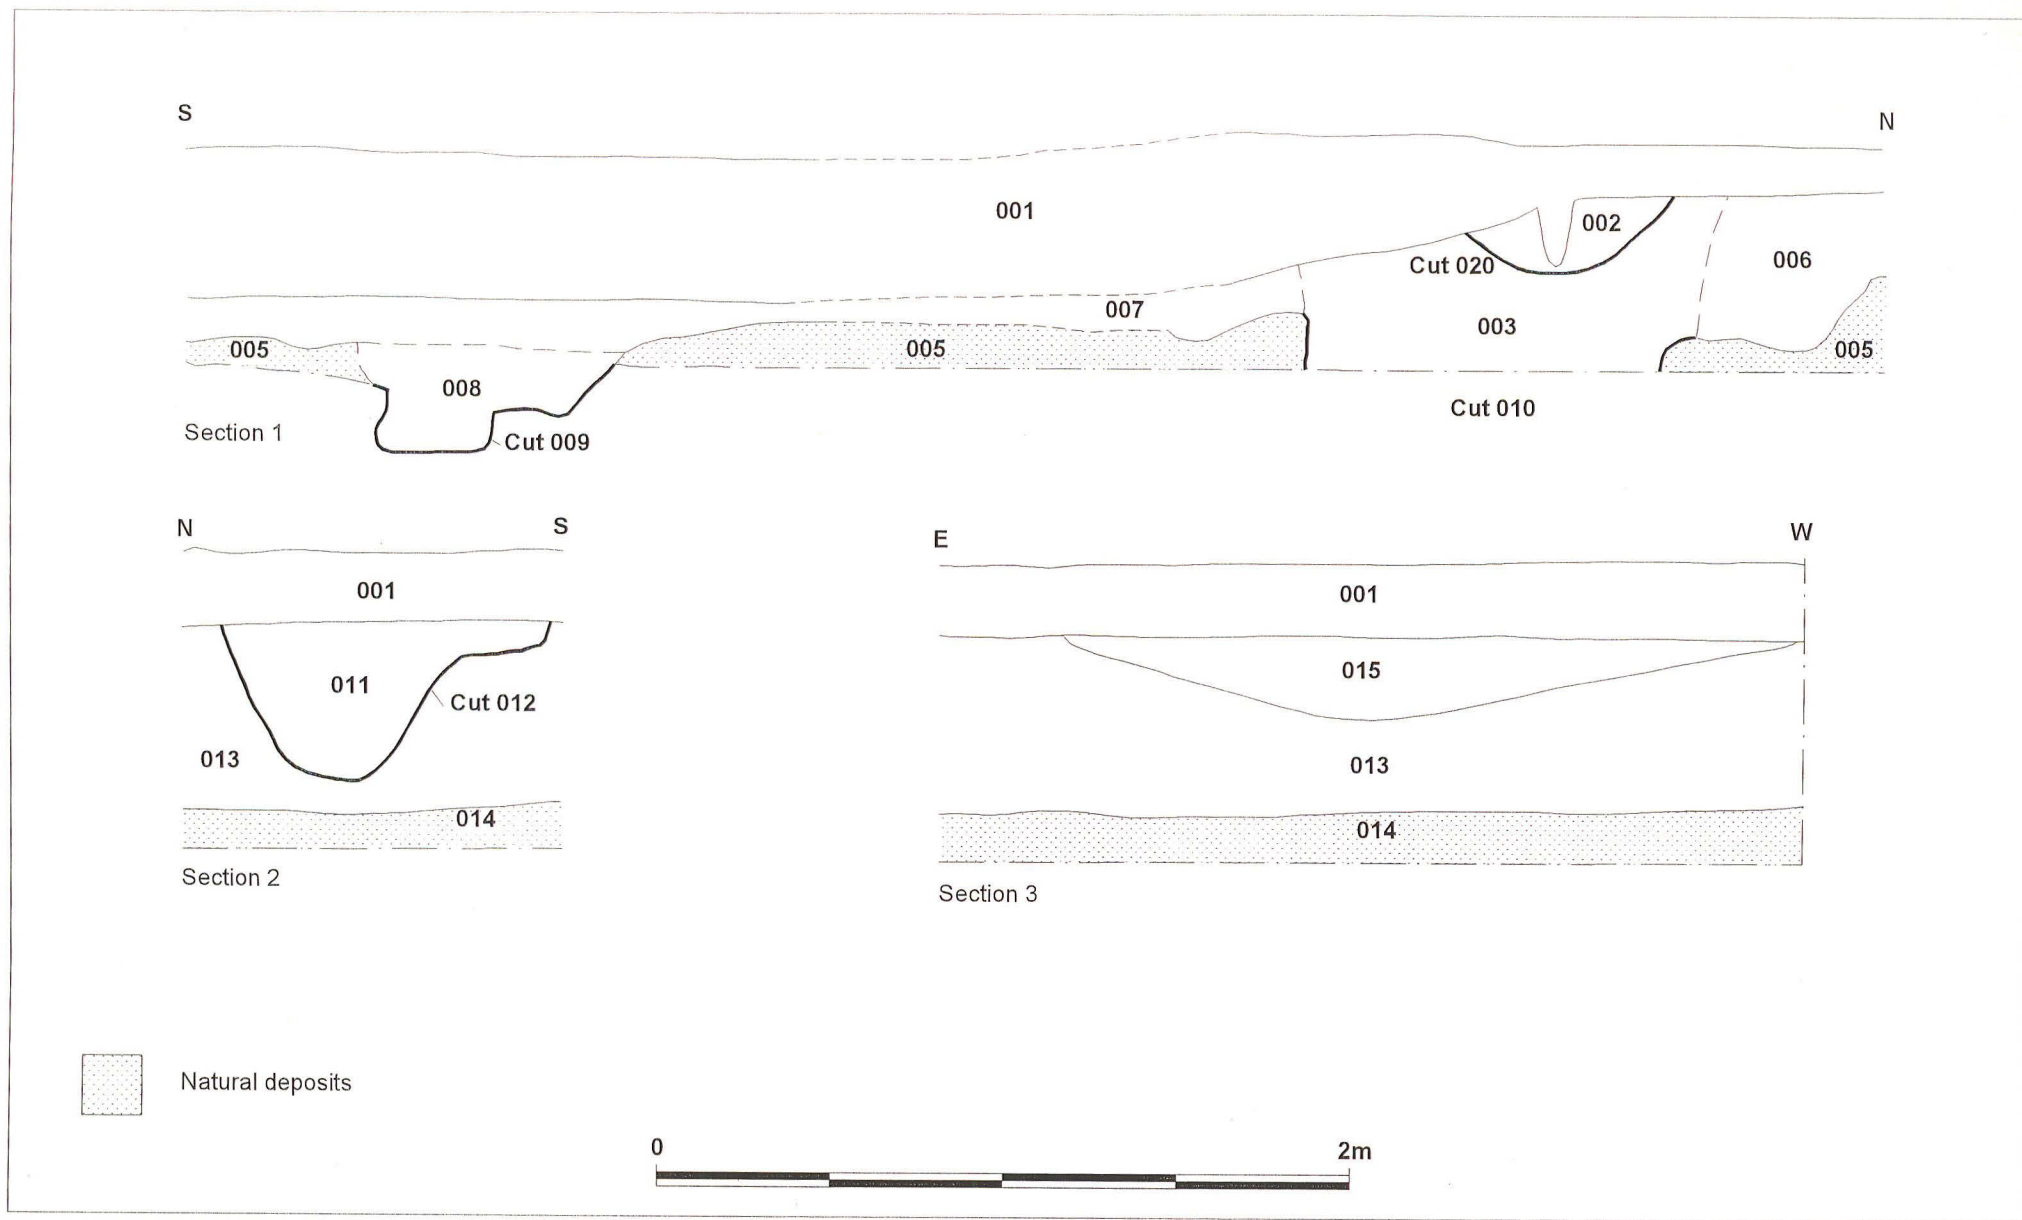 S
N
001
002
Cut 020
006
007
003
005
005
005
008
Cut 010
Section 1
Cut 009
N
S
E
W
001
001
011
015
Cut 012
013
013
014
014
Section 2
Section 3
Natural deposits
0
2m